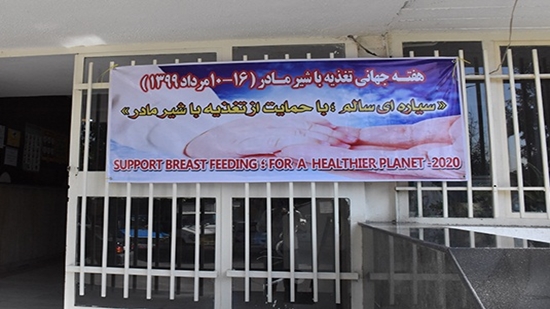 هفته جهانی تغذیه با شیر مادر (۱۶-۱۰ مرداد ۱۳۹۹)
«سیاره ای سالم ؛ با حمایت از تغذیه با شیر مادر»
SUPPORT BREAST FEEDING ؛ FOR A HEALTHIER PLANET -2020